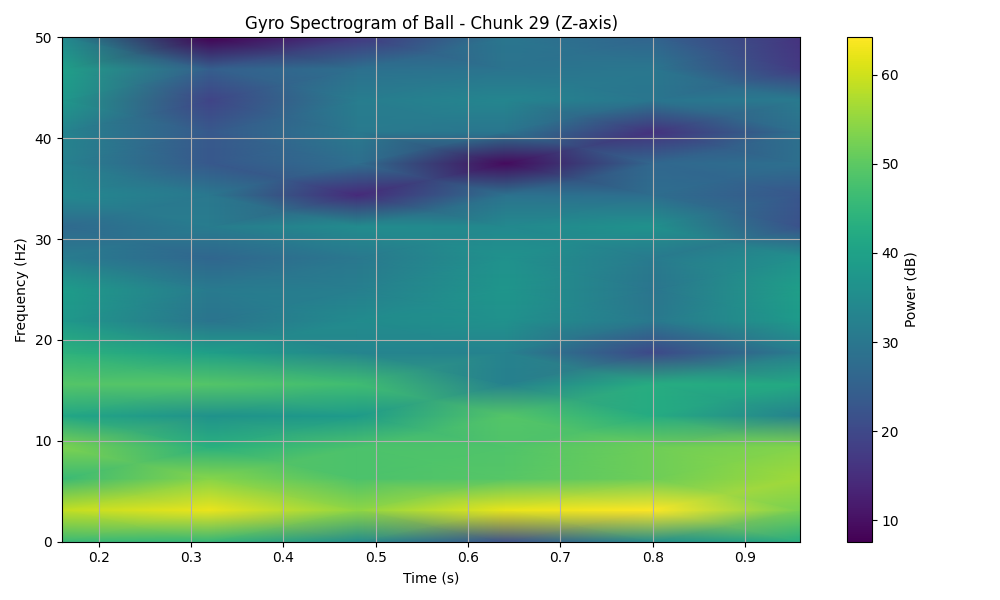 Gyro Spectrogram of Ball - Chunk 29 (Z-axis)
50
40
30
20
10
0
Frequency (Hz)
0.2 0.3 0.4 0.5 0.6 0.7 0.8 0.9
Time (s)
60
50
40
30
20
10
Power (dB)